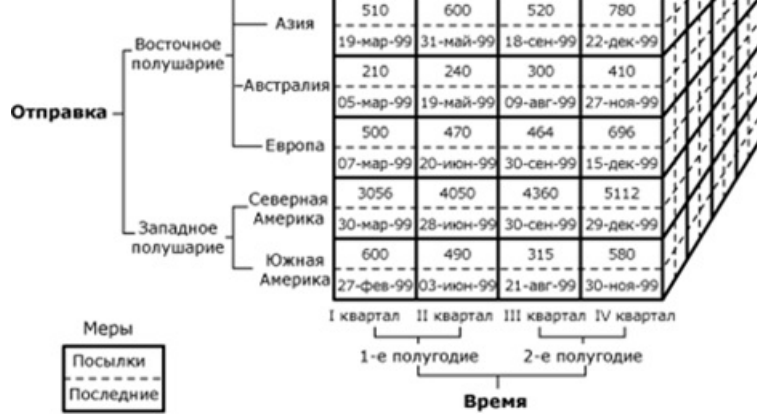 510 600 520 780
Азия
19-мар-99 31-май-99 18-сен-99 22-дек-99
Восточное
полушарие
210 240 300 410
Австралия
05-мар-99 19-май-99 09-авг-99 27-ноя-99
Отправка
500 470 464 696
Европа
07-мар-99 20-июн-99 30-сен-99 15-дек-99
3056 4050 4360 5112
Северная
Америка
30-мар-99 28-июн-99 30-сен-99 29-дек-99
Западное
полушарие
600 490 315 580
Южная
Америка
27-фев-99 03-июн-99 21-авг-99 30-ноя-99
I квартал II квартал III квартал IV квартал
1-е полугодие 2-е полугодие
Время
Меры
Посылки
Последние